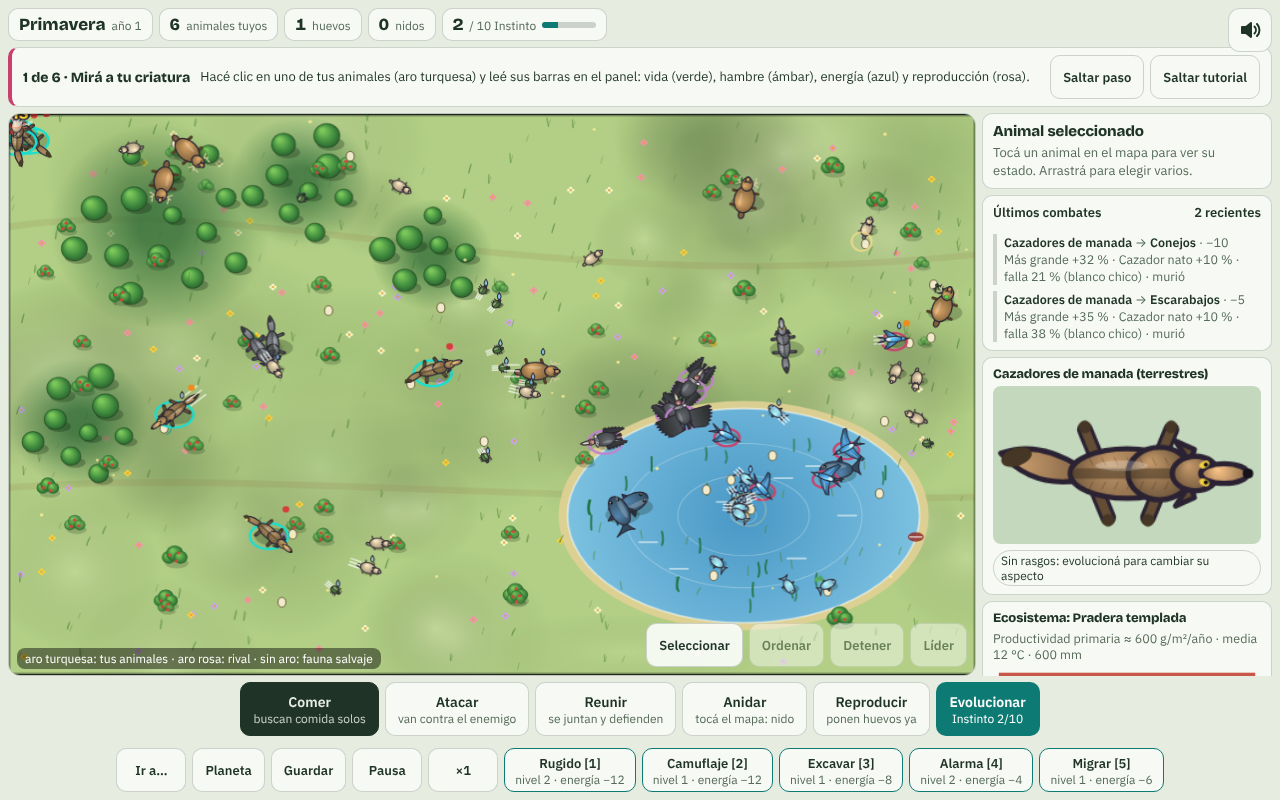 Primavera año 1
6 animales tuyos
1 huevos
0 nidos
2 / 10 Instinto
1 de 6 · Mirá a tu criatura
Hacé clic en uno de tus animales (aro turquesa) y leé sus barras en el panel: vida (verde), hambre (ámbar), energía (azul) y reproducción (rosa).
Saltar paso
Saltar tutorial
Animal seleccionado
Tocá un animal en el mapa para ver su
estado. Arrastrá para elegir varios.
Últimos combates
2 recientes
Cazadores de manada → Conejos · −10
Más grande +32 % · Cazador nato +10 % ·
falla 21 % (blanco chico) · murió
Cazadores de manada → Escarabajos · −5
Más grande +35 % · Cazador nato +10 % ·
falla 38 % (blanco chico) · murió
Cazadores de manada (terrestres)
Sin rasgos: evolucioná para cambiar su
aspecto
Ecosistema: Pradera templada
Productividad primaria ≈ 600 g/m²/año · media
12 °C · 600 mm
aro turquesa: tus animales · aro rosa: rival · sin aro: fauna salvaje
Seleccionar
Ordenar
Detener
Líder
Comer
buscan comida solos
Atacar
van contra el enemigo
Reunir
se juntan y defienden
Anidar
tocá el mapa: nido
Reproducir
ponen huevos ya
Evolucionar
Instinto 2/10
Ir a...
Planeta
Guardar
Pausa
×1
Rugido [1]
nivel 2 · energía −12
Camuflaje [2]
nivel 1 · energía −12
Excavar [3]
nivel 1 · energía −8
Alarma [4]
nivel 2 · energía −4
Migrar [5]
nivel 1 · energía −6